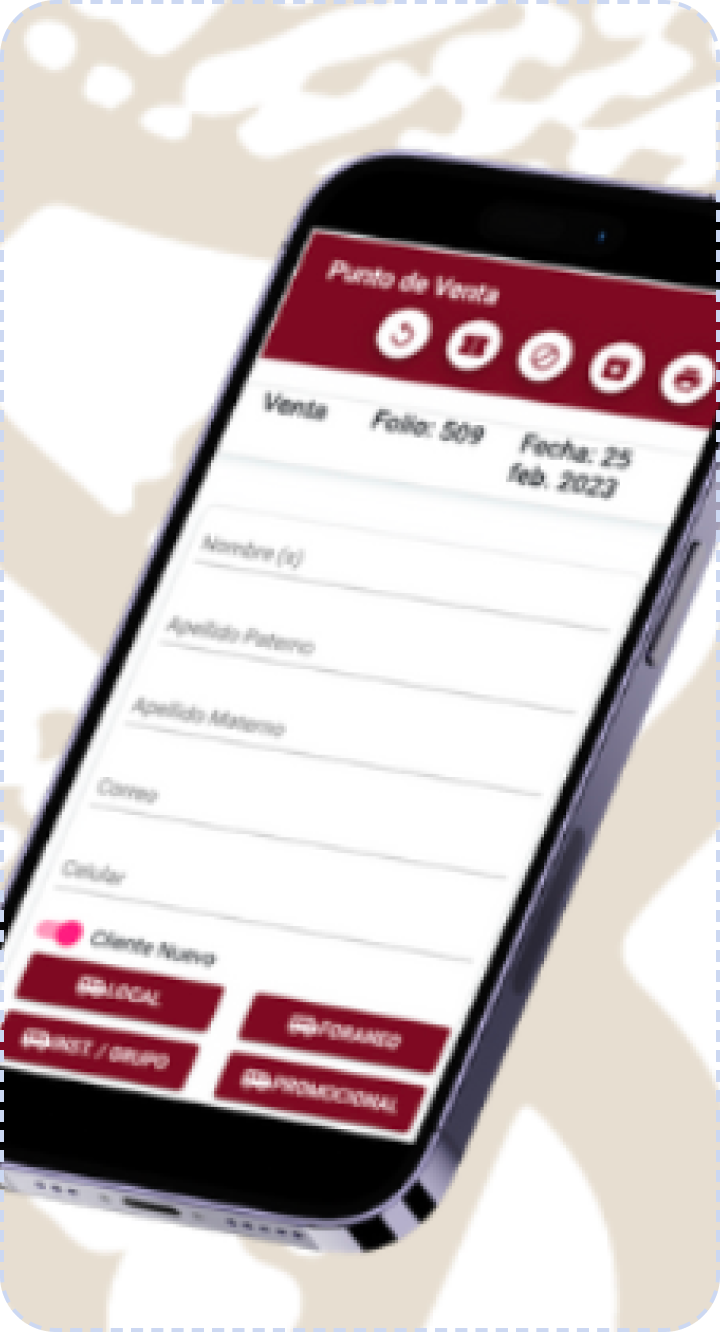 Punto de Venta
Venta
Folio: 509
Fecha: 25
feb. 2023
Nombre (s)
Apellido Paterno
Apellido Materno
Correo
Celular
Cliente Nuevo
LOCAL
FORANEO
INST / GRUPO
PROMOCIONAL